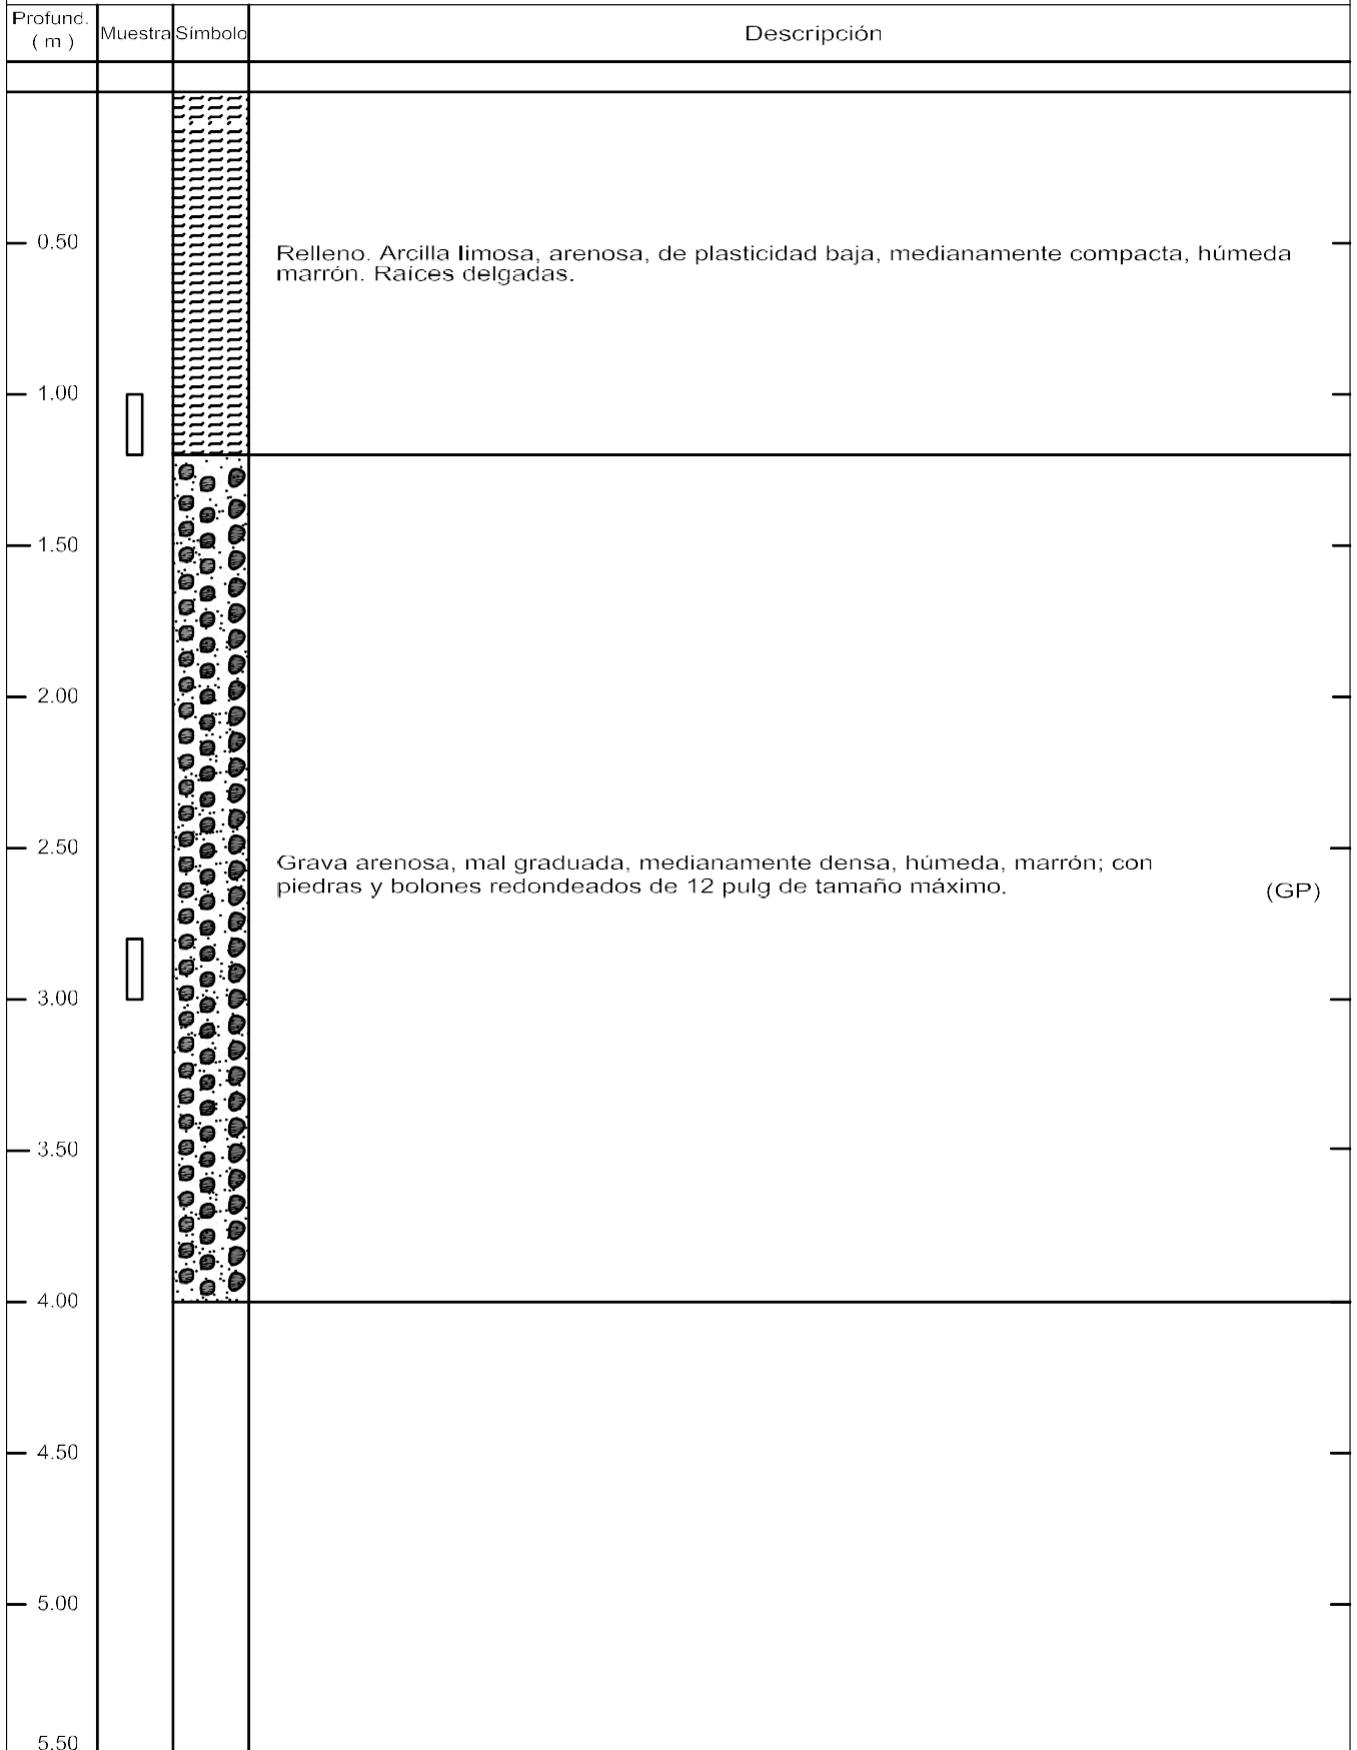 Profund.
( m )
Muestra
Símbolo
Descripción
0.50
Relleno. Arcilla limosa, arenosa, de plasticidad baja, medianamente compacta, húmeda
marrón. Raíces delgadas.
1.00
1.50
2.00
2.50
Grava arenosa, mal graduada, medianamente densa, húmeda, marrón; con
piedras y bolones redondeados de 12 pulg de tamaño máximo.
(GP)
3.00
3.50
4.00
4.50
5.00
5.50